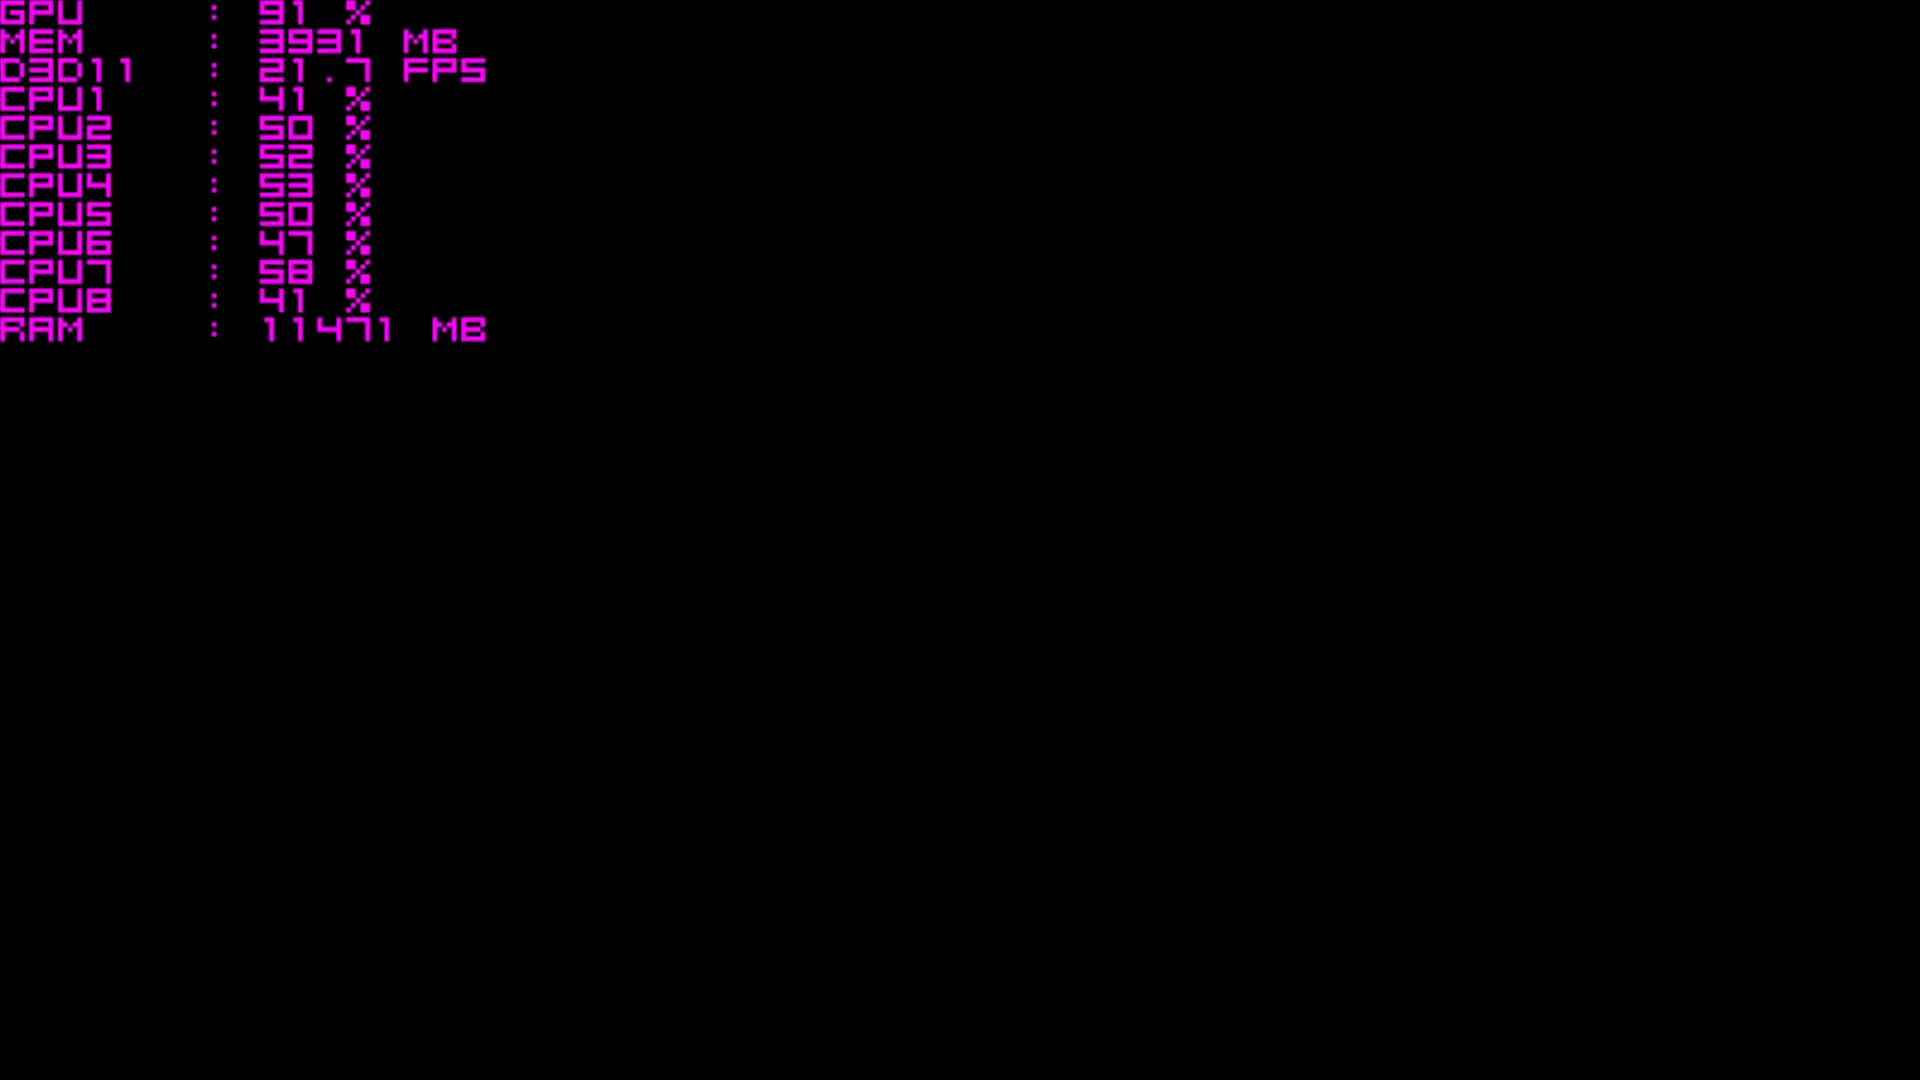 GPU : 91 %
MEM : 3931 MB
D3D11 : 21.7 FPS
CPU1 : 41 %
CPU2 : 50 %
CPU3 : 52 %
CPU4 : 53 %
CPU5 : 50 %
CPU6 : 47 %
CPU7 : 58 %
CPU8 : 41 %
RAM : 11471 MB